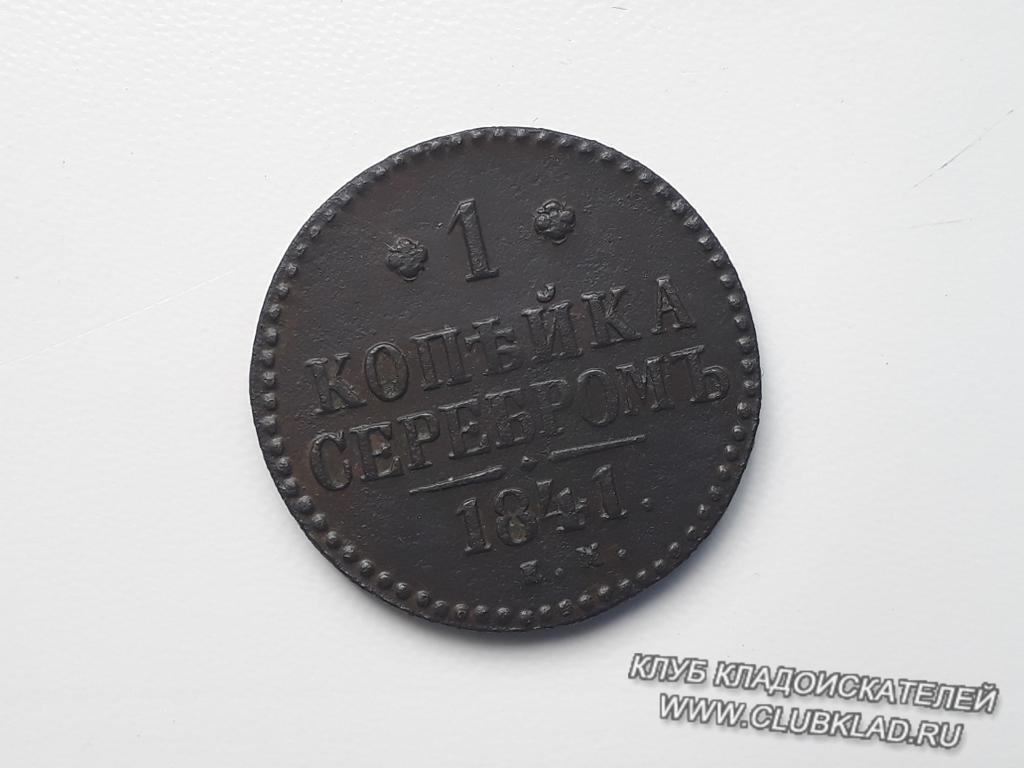 1
КОПѢЙКА
СЕРЕБРОМЪ
1841.
КЛУБ КЛАДОИСКАТЕЛЕЙ
WWW.CLUBKLAD.RU